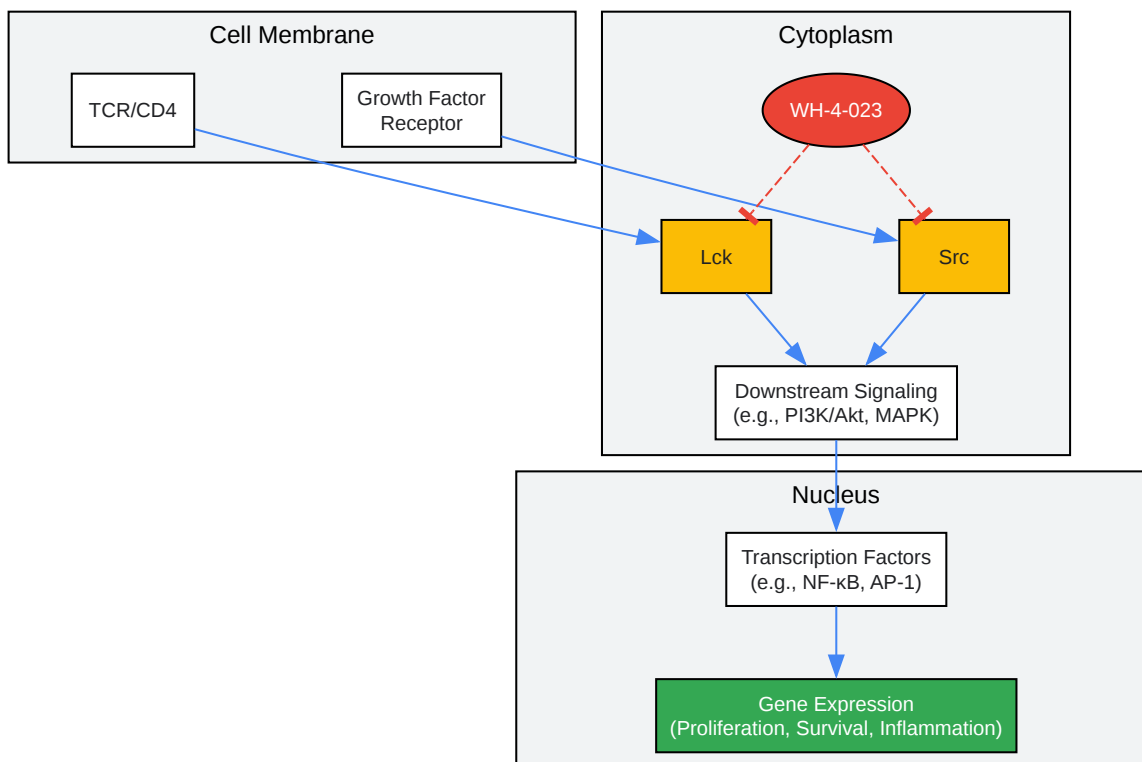 Cell Membrane
TCR/CD4
Growth Factor
Receptor
Cytoplasm
WH-4-023
Lck
Src
Downstream Signaling
(e.g., PI3K/Akt, MAPK)
Nucleus
Transcription Factors
(e.g., NF-κB, AP-1)
Gene Expression
(Proliferation, Survival, Inflammation)